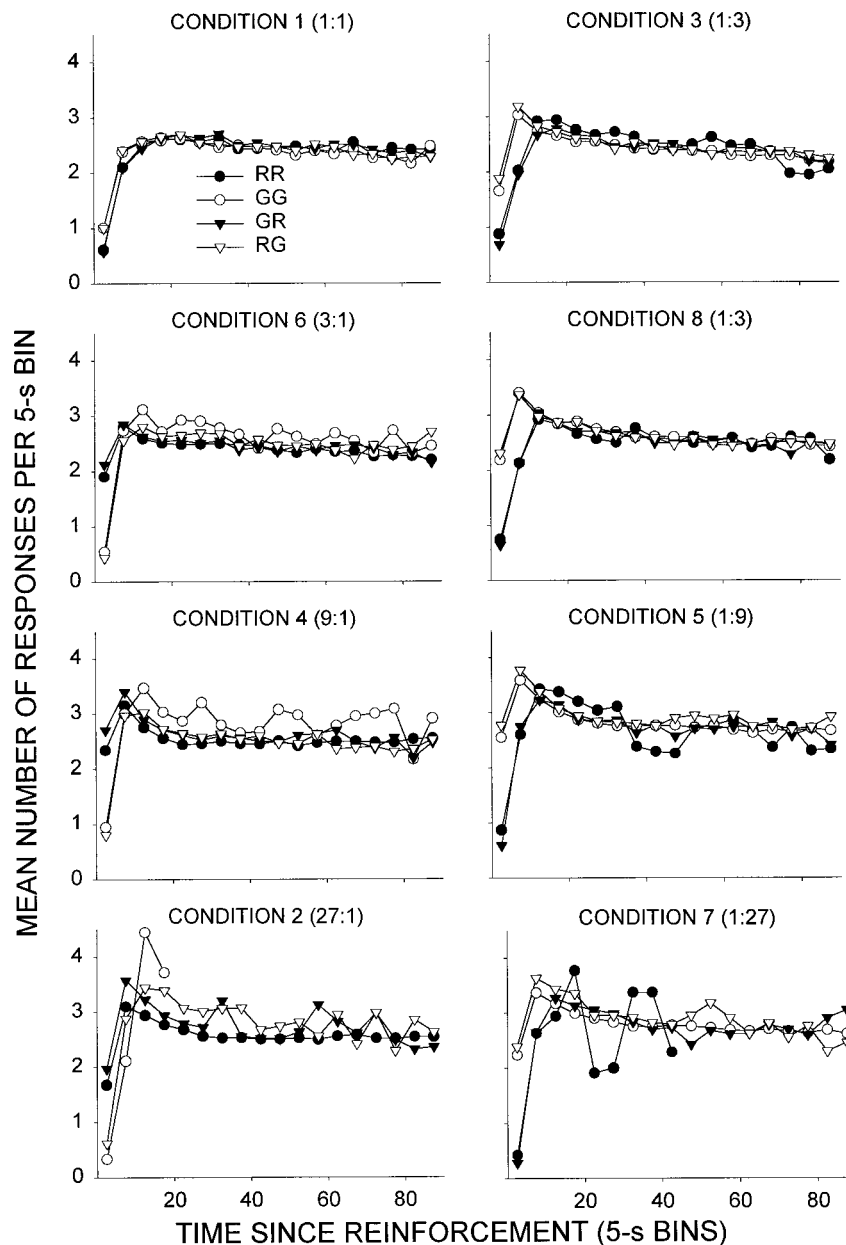 CONDITION 1 (1:1)
CONDITION 3 (1:3)
4
3
2
1
0
RR
GG
GR
RG
CONDITION 6 (3:1)
CONDITION 8 (1:3)
4
3
2
1
0
CONDITION 4 (9:1)
CONDITION 5 (1:9)
4
3
2
1
0
CONDITION 2 (27:1)
CONDITION 7 (1:27)
4
3
2
1
0
20 40 60 80
20 40 60 80
MEAN NUMBER OF RESPONSES PER 5-s BIN
TIME SINCE REINFORCEMENT (5-s BINS)